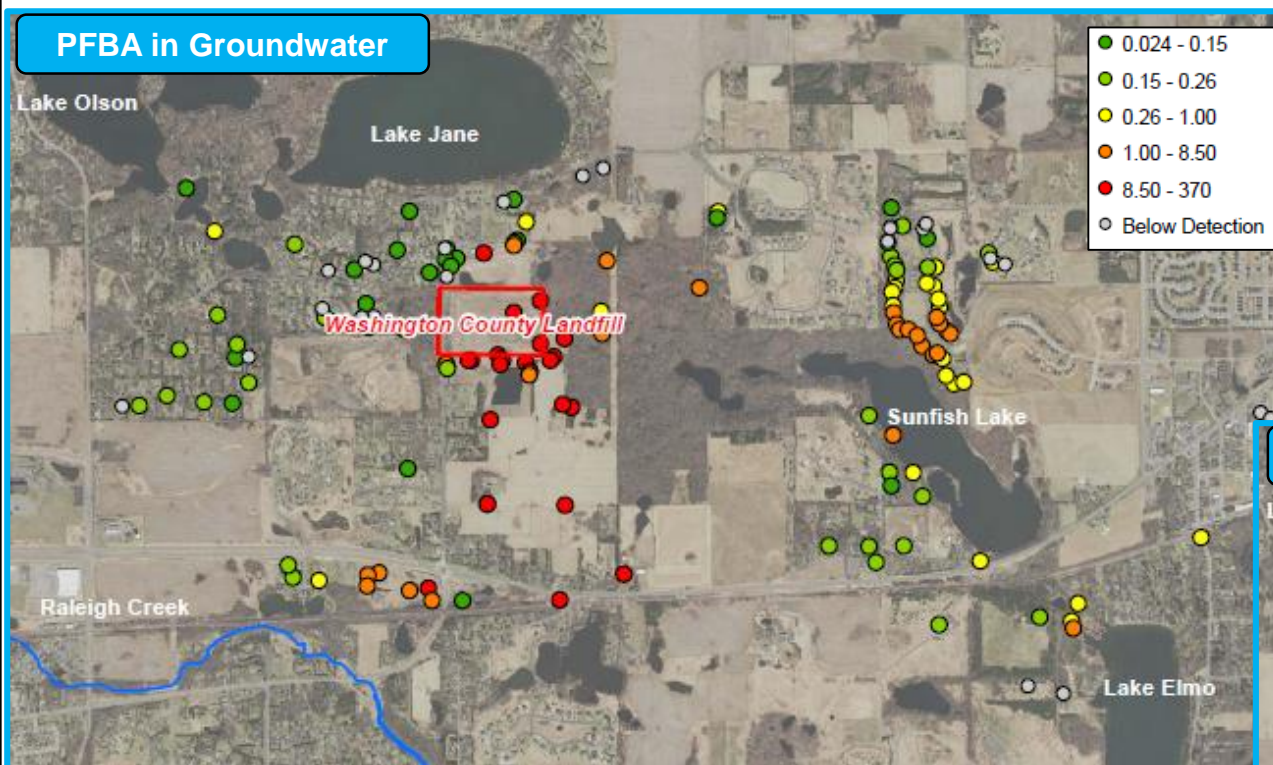 PFBA in Groundwater
0.024 - 0.15
0.15 - 0.26
0.26 - 1.00
1.00 - 8.50
8.50 - 370
Below Detection
Lake Olson
Lake Jane
Washington County Landfill
Sunfish Lake
Raleigh Creek
Lake Elmo
L